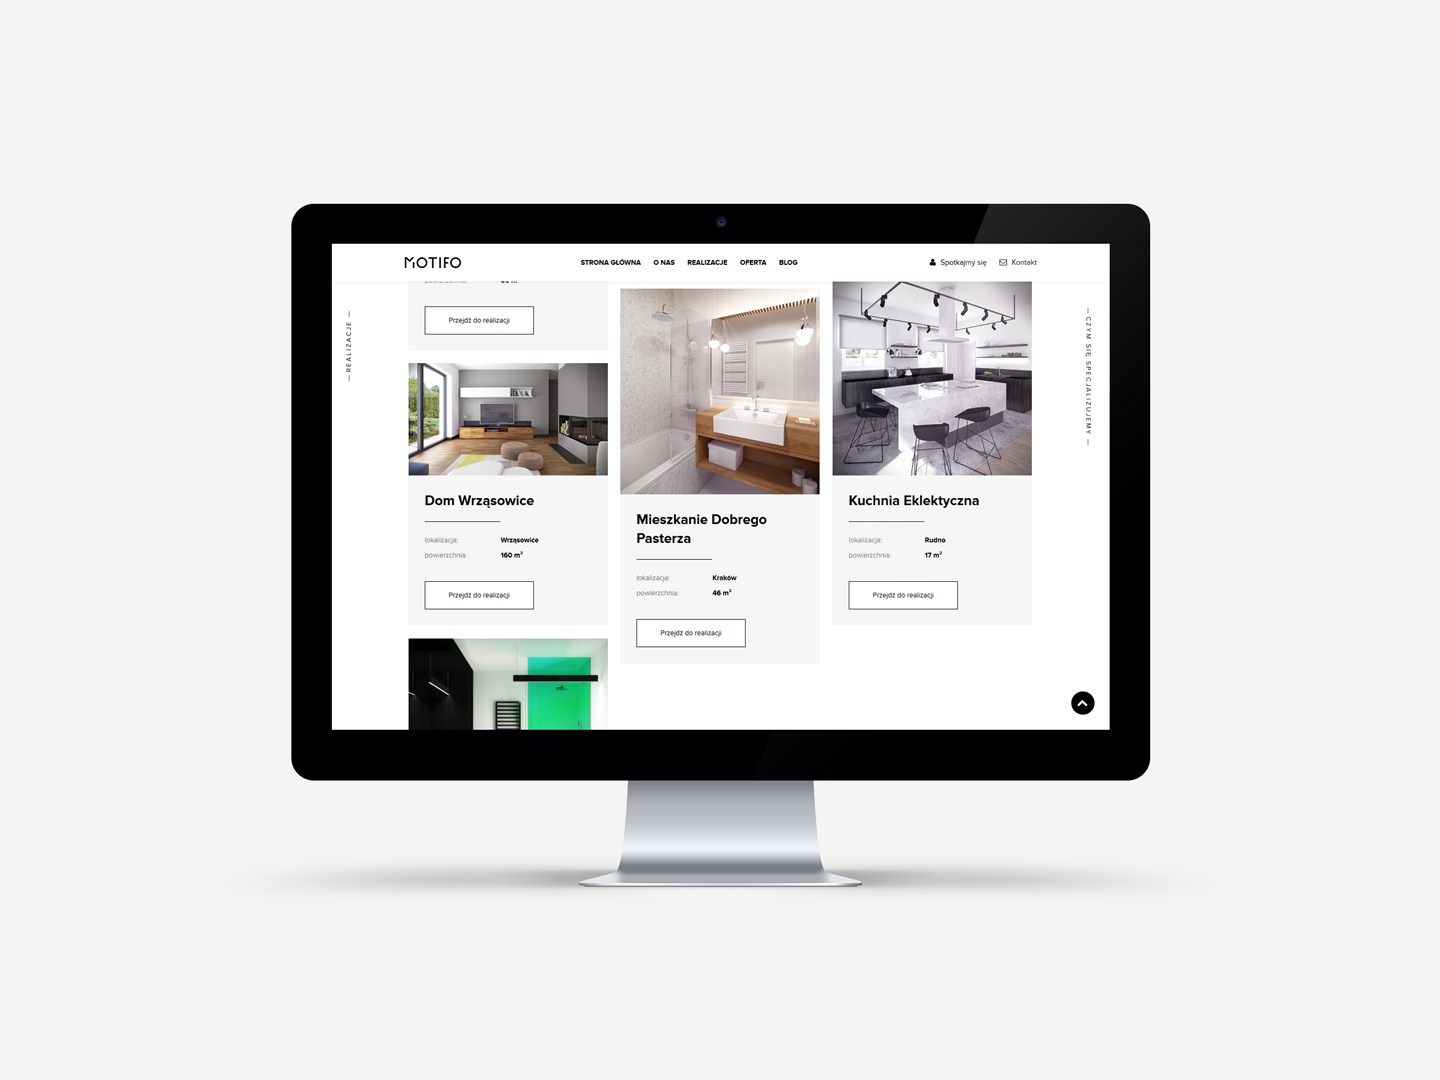 MOTIFO
STRONA GŁÓWNA
O NAS
REALIZACJE
OFERTA
BLOG
Spotkajmy się
Kontakt
— REALIZACJE —
— CZYM SIĘ SPECJALIZUJEMY —
Przejdź do realizacji
Dom Wrząsowice
lokalizacja: Wrząsowice
powierzchnia: 160 m²
Przejdź do realizacji
Mieszkanie Dobrego
Pasterza
lokalizacja: Kraków
powierzchnia: 46 m²
Przejdź do realizacji
Kuchnia Eklektyczna
lokalizacja: Rudno
powierzchnia: 17 m²
Przejdź do realizacji